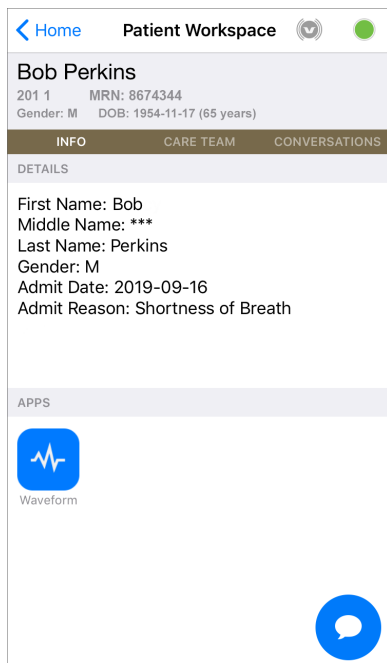 Home Patient Workspace
Bob Perkins
201 1 MRN: 8674344
Gender: M DOB: 1954-11-17 (65 years)
INFO CARE TEAM CONVERSATIONS
DETAILS
First Name: Bob
Middle Name: ***
Last Name: Perkins
Gender: M
Admit Date: 2019-09-16
Admit Reason: Shortness of Breath
APPS
Waveform